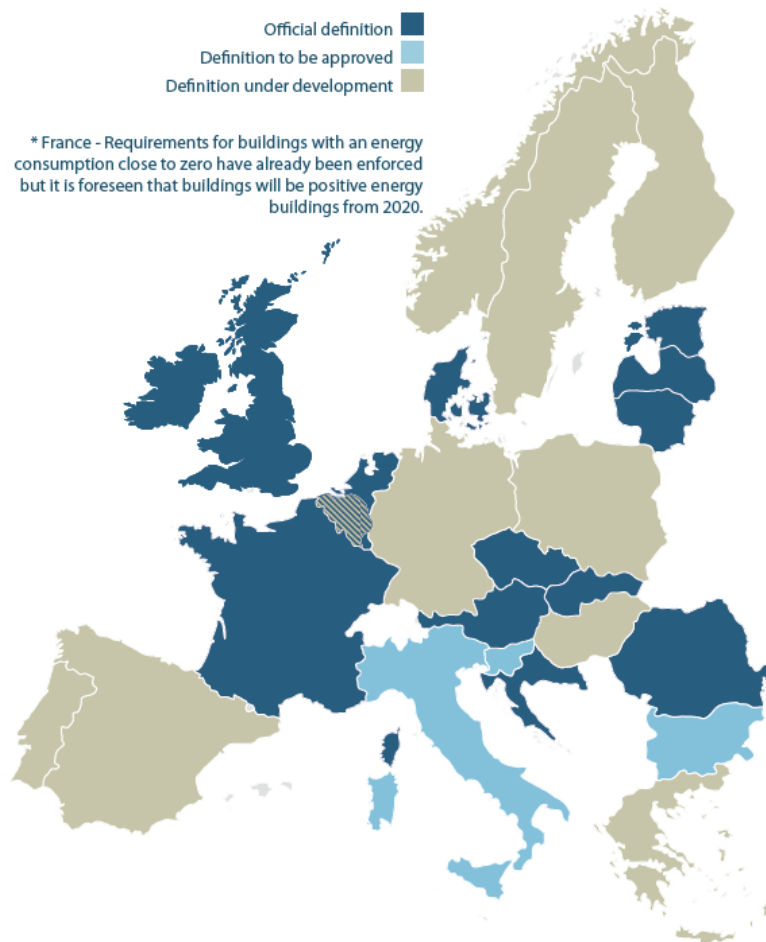 Official definition
Definition to be approved
Definition under development
* France - Requirements for buildings with an energy
consumption close to zero have already been enforced
but it is foreseen that buildings will be positive energy
buildings from 2020.